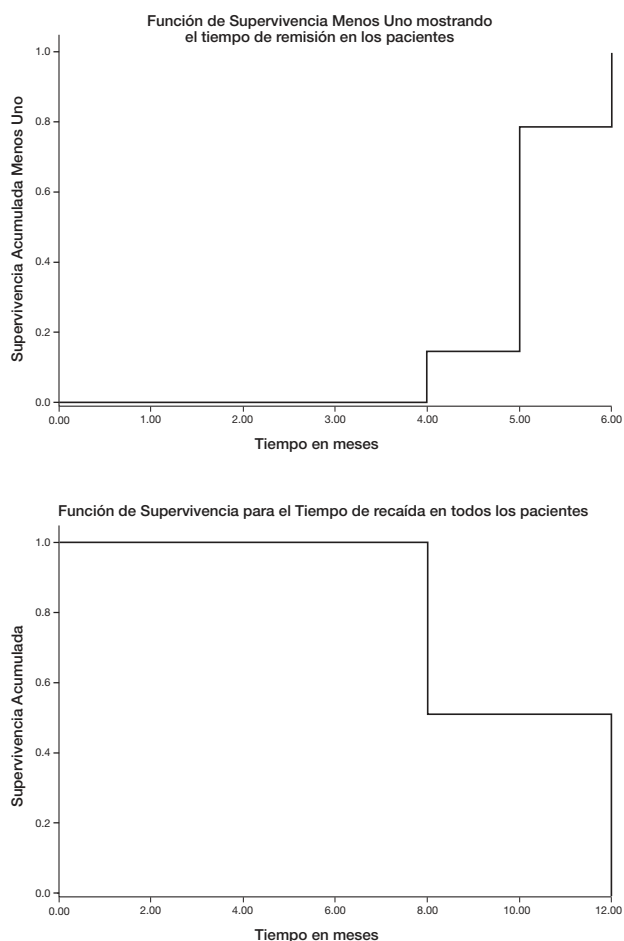 Función de Supervivencia Menos Uno mostrando
el tiempo de remisión en los pacientes
Supervivencia Acumulada Menos Uno
1.0
0.8
0.6
0.4
0.2
0.0
0.00 1.00 2.00 3.00 4.00 5.00 6.00
Tiempo en meses
Función de Supervivencia para el Tiempo de recaída en todos los pacientes
Supervivencia Acumulada
1.0
0.8
0.6
0.4
0.2
0.0
0.00 2.00 4.00 6.00 8.00 10.00 12.00
Tiempo en meses